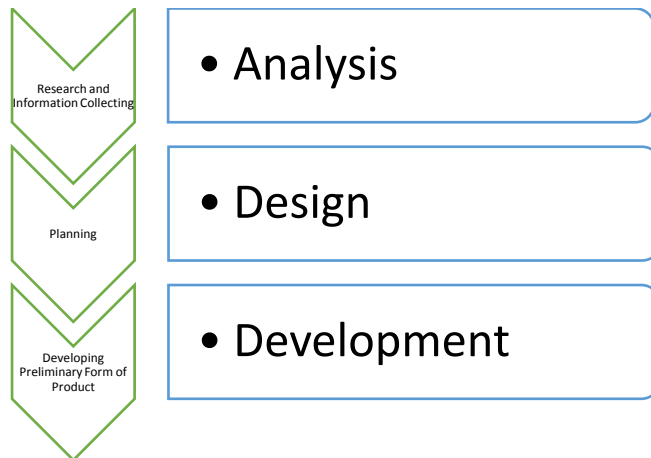 Research and
Information Collecting
• Analysis
Planning
• Design
Developing
Preliminary Form of
Product
• Development